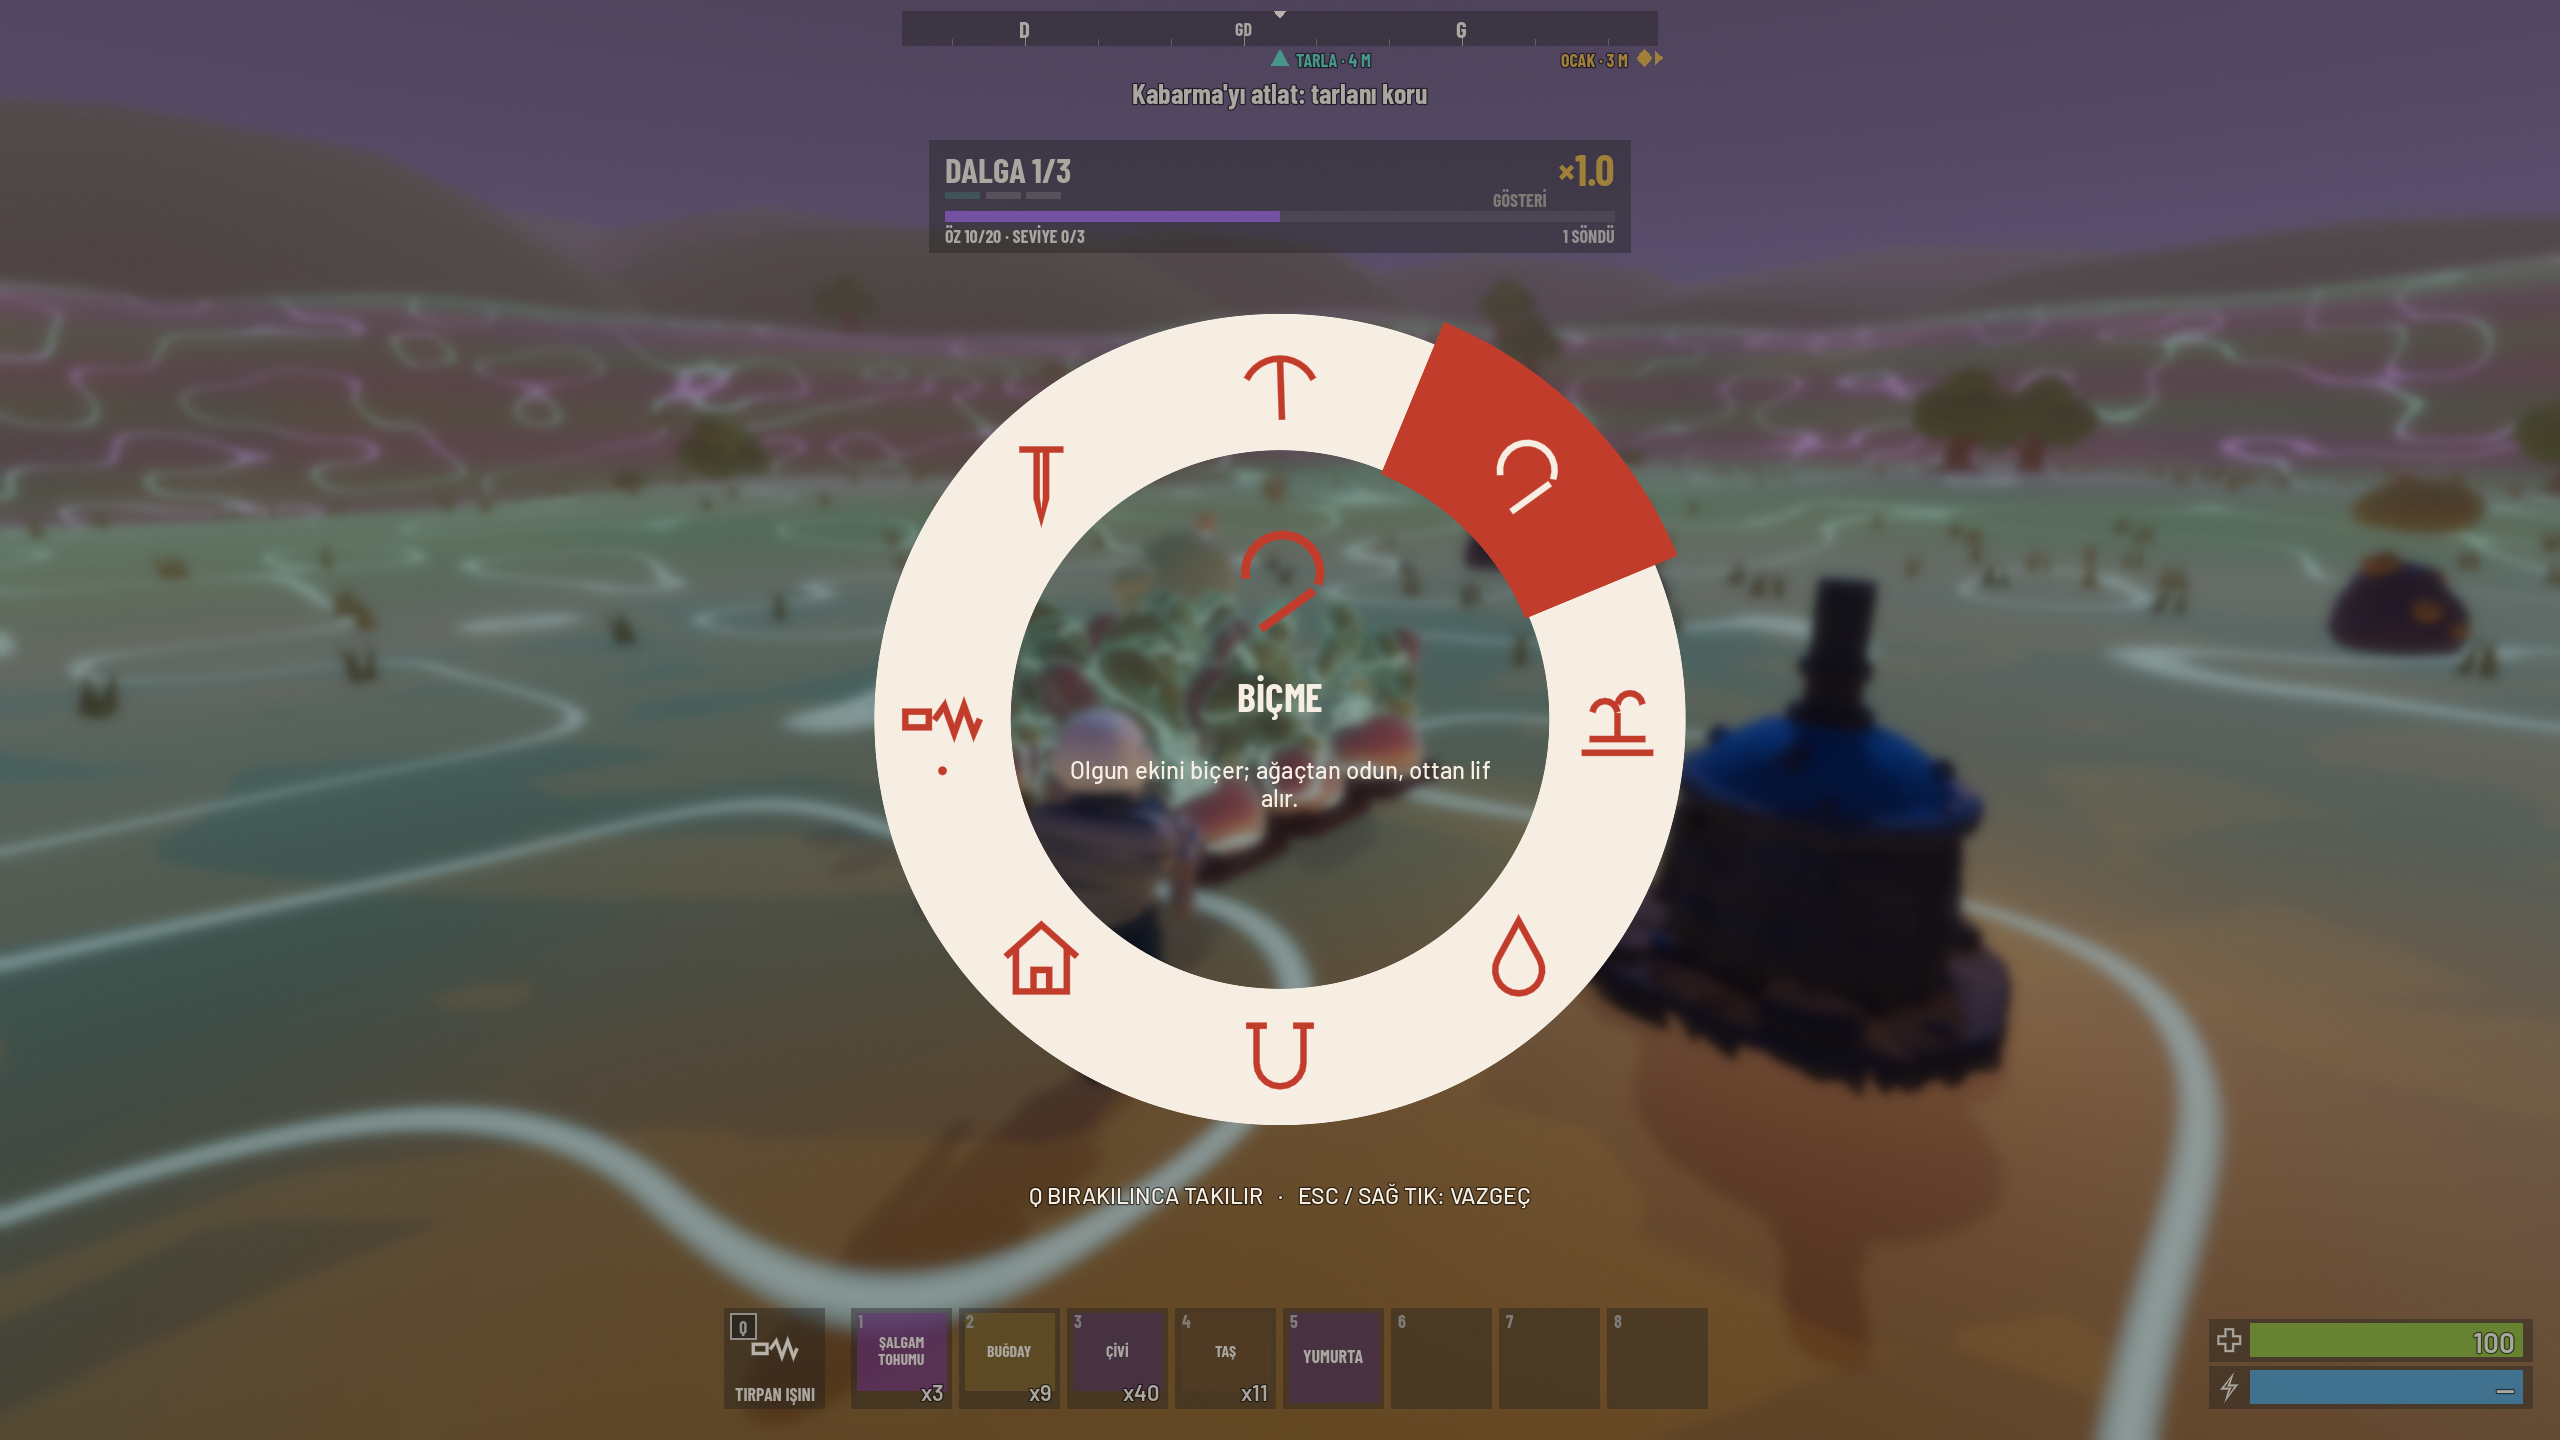 D GD G
TARLA · 4 M OCAK · 3 M
Kabarma'yı atlat: tarlanı koru
DALGA 1/3 ×1.0
GÖSTERİ
ÖZ 10/20 · SEVİYE 0/3 1 SÖNDÜ
BİÇME
Olgun ekini biçer; ağaçtan odun, ottan lif
alır.
Q BIRAKILINCA TAKILIR · ESC / SAĞ TIK: VAZGEÇ
Q
TIRPAN IŞINI
1 ŞALGAM
TOHUMU
x3
2 BUĞDAY
x9
3 ÇİVİ
x40
4 TAŞ
x11
5 YUMURTA
6
7
8
100
–